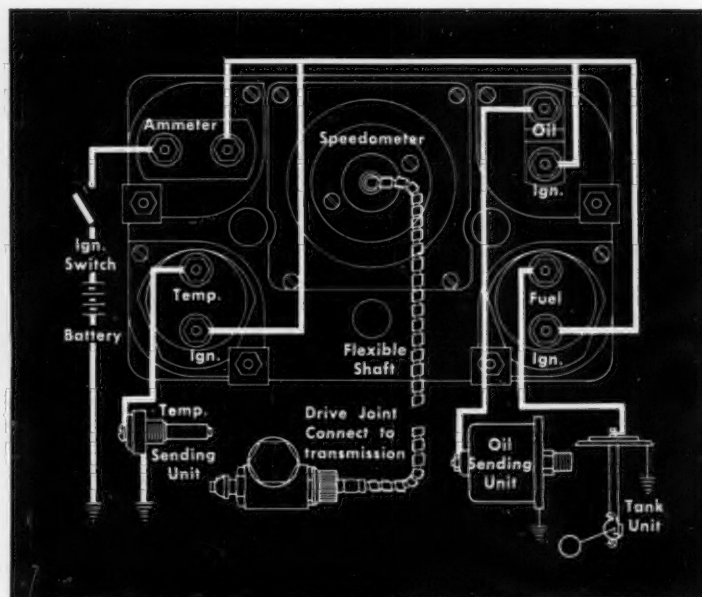 Ammeter
Speedometer
Oil
Ign.
Ign.
Switch
Battery
Temp.
Ign.
Fuel
Ign.
Flexible
Shaft
Temp.
Sending
Unit
Drive Joint
Connect to
transmission
Oil
Sending
Unit
Tank
Unit